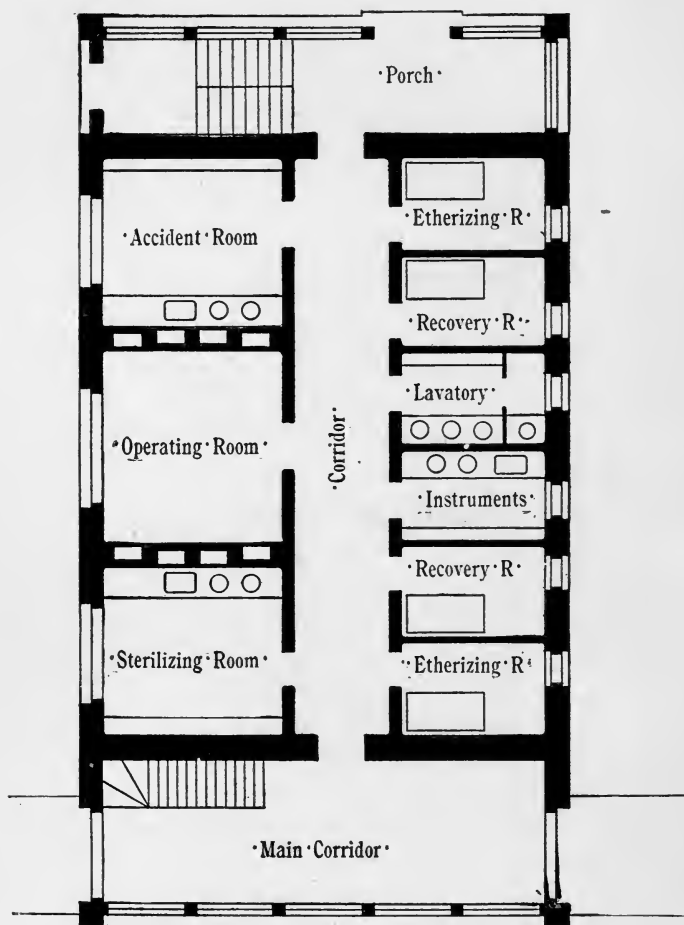 ·Porch·
·Accident·Room
·Etherizing·R·
·Recovery·R·
·Lavatory·
·Operating·Room·
·Corridor·
·Instruments·
·Recovery·R·
·Sterilizing·Room·
·Etherizing·R·
·Main·Corridor·